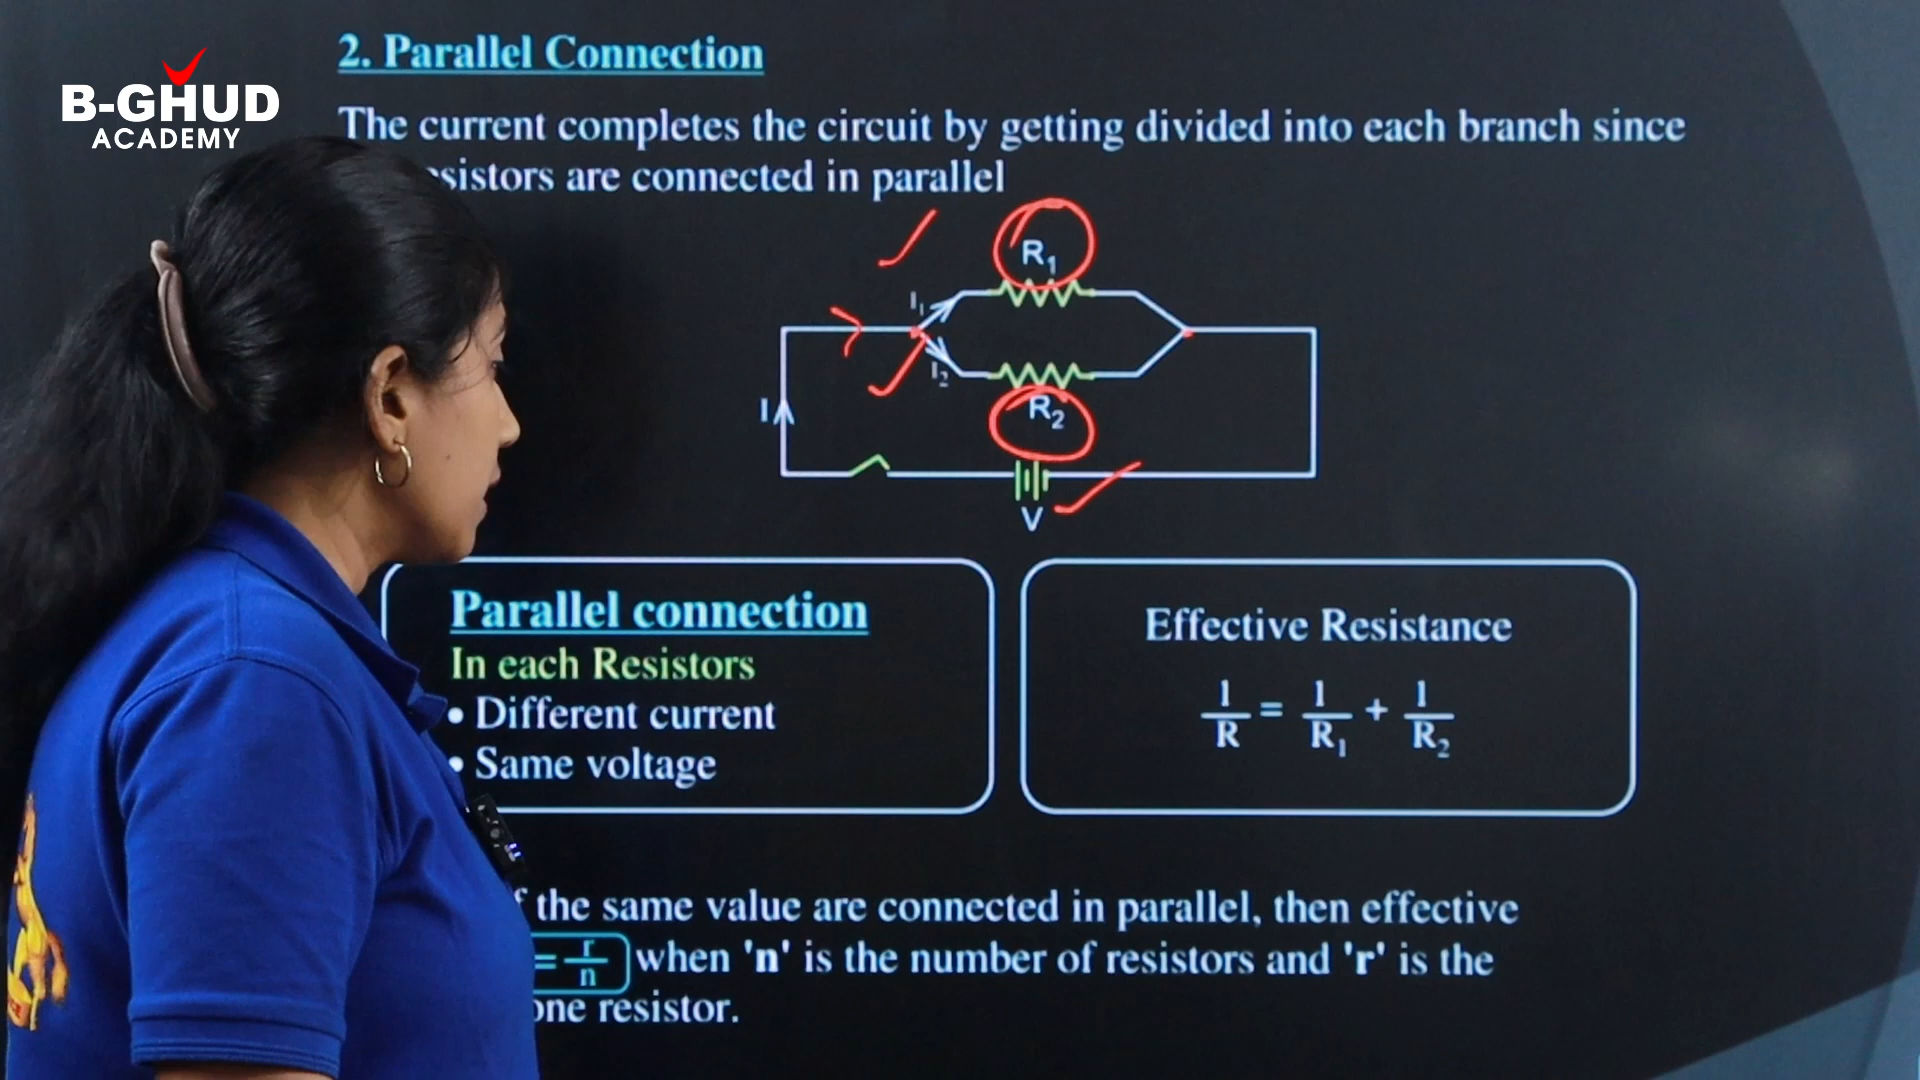 B-GHUD
ACADEMY
2. Parallel Connection
The current completes the circuit by getting divided into each branch since
resistors are connected in parallel
R₁
I₁
I₂
R₂
I
V
Parallel connection
In each Resistors
• Different current
• Same voltage
Effective Resistance
1/R = 1/R₁ + 1/R₂
the same value are connected in parallel, then effective
= r/n when 'n' is the number of resistors and 'r' is the
one resistor.